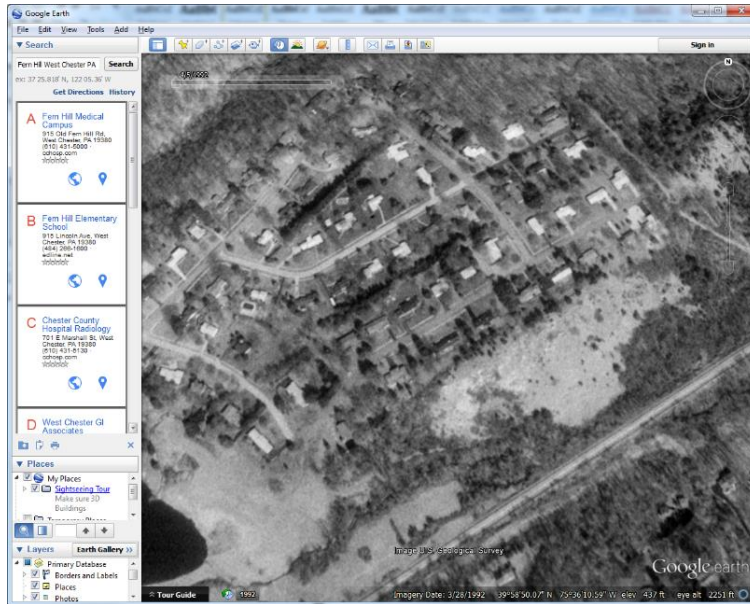 Google Earth
File Edit View Tools Add Help
Search
Sign in
Fern Hill West Chester PA Search
ex: 37 25.818' N, 122 05.36' W
Get Directions History
A Fern Hill Medical
Campus
915 Old Fern Hill Rd,
West Chester, PA 19380
(610) 431-5000
cchosp.com
B Fern Hill Elementary
School
915 Lincoln Ave, West
Chester, PA 19380
(484) 266-1600
edline.net
C Chester County
Hospital Radiology
701 E Marshall St, West
Chester, PA 19380
(610) 431-5130
cchosp.com
D West Chester GI
Associates
Places
My Places
Sightseeing Tour
Make sure 3D
Buildings
Layers Earth Gallery >>
Primary Database
Borders and Labels
Places
Photos
Image U.S. Geological Survey
Google earth
Tour Guide 1992 Imagery Date: 3/28/1992 39°58'50.07" N 75°36'10.59" W elev 437 ft eye alt 2251 ft